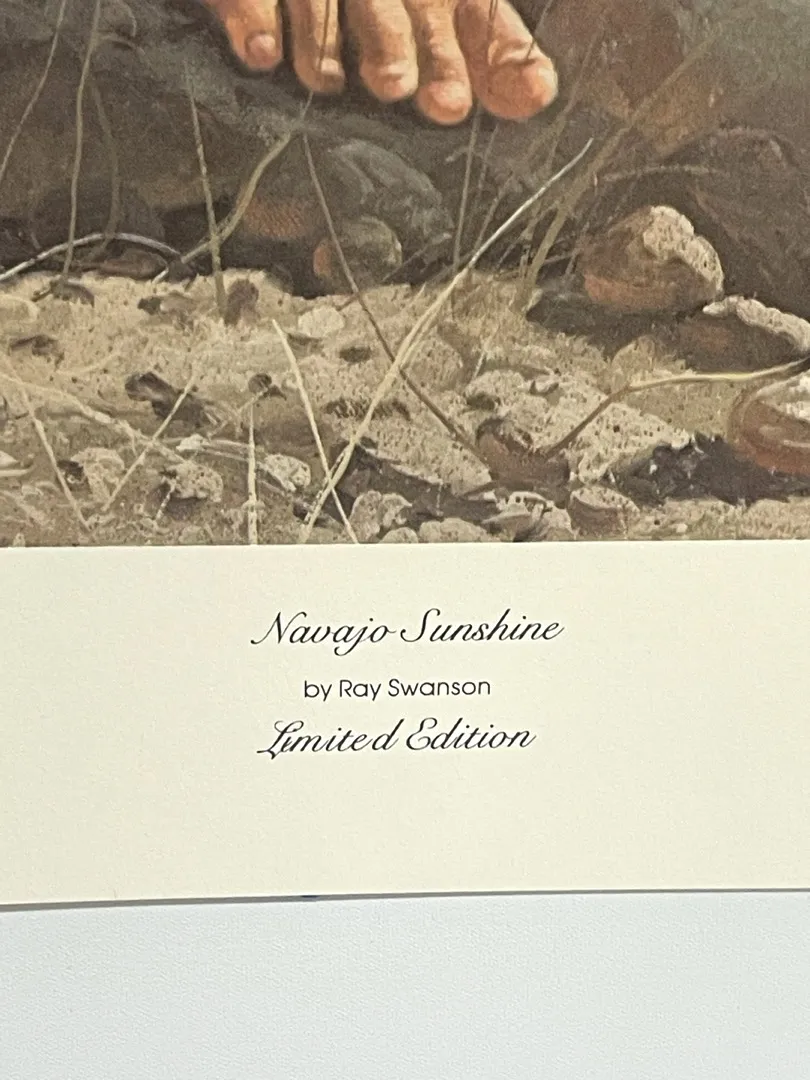 Navajo Sunshine
by Ray Swanson
Limited Edition